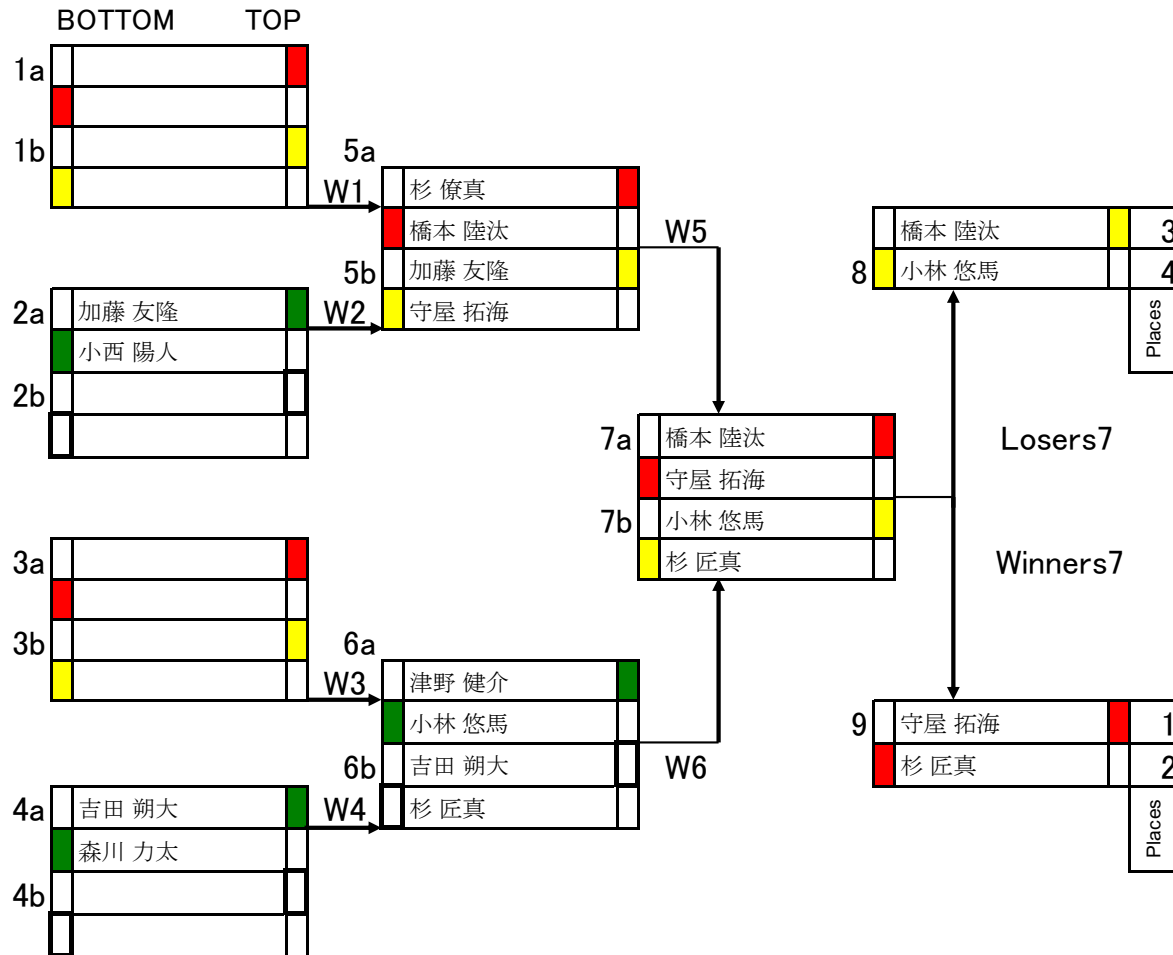 BOTTOM TOP
1a
1b
5a
W1
杉 僚真
橋本 陸汰
W5
5b
加藤 友隆
W2
守屋 拓海
2a
加藤 友隆
小西 陽人
2b
橋本 陸汰 3
8
小林 悠馬 4
Places
7a
橋本 陸汰
Losers7
守屋 拓海
7b
小林 悠馬
杉 匠真
Winners7
3a
3b
6a
W3
津野 健介
小林 悠馬
6b
吉田 朔大
W6
W4
杉 匠真
4a
吉田 朔大
森川 力太
4b
9
守屋 拓海 1
杉 匠真 2
Places